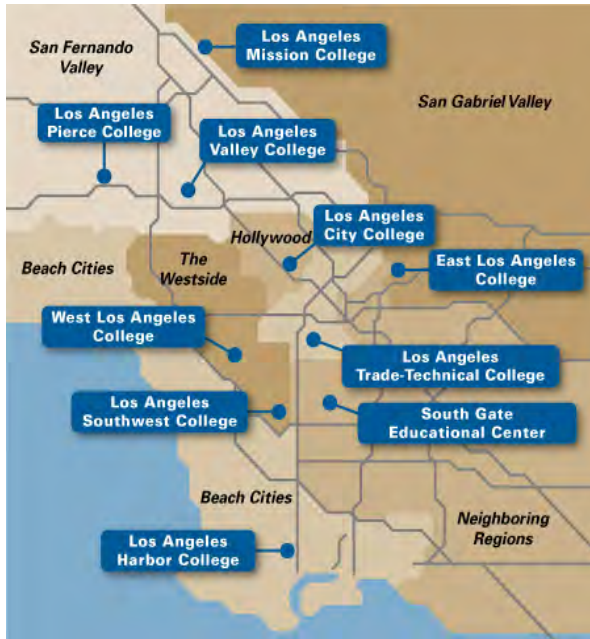 Los Angeles
Mission College
San Fernando
Valley
San Gabriel Valley
Los Angeles
Pierce College
Los Angeles
Valley College
Los Angeles
City College
Hollywood
The
Westside
Beach Cities
East Los Angeles
College
West Los Angeles
College
Los Angeles
Trade-Technical College
Los Angeles
Southwest College
South Gate
Educational Center
Beach Cities
Neighboring
Regions
Los Angeles
Harbor College